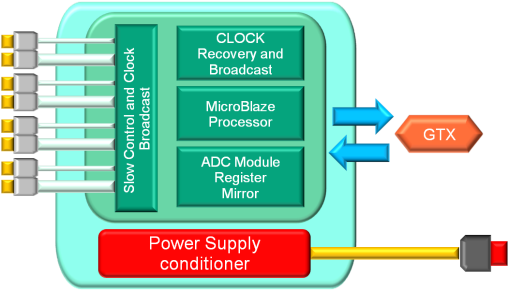 Slow Control and Clock
Broadcast
CLOCK
Recovery and
Broadcast
MicroBlaze
Processor
ADC Module
Register
Mirror
GTX
Power Supply
conditioner